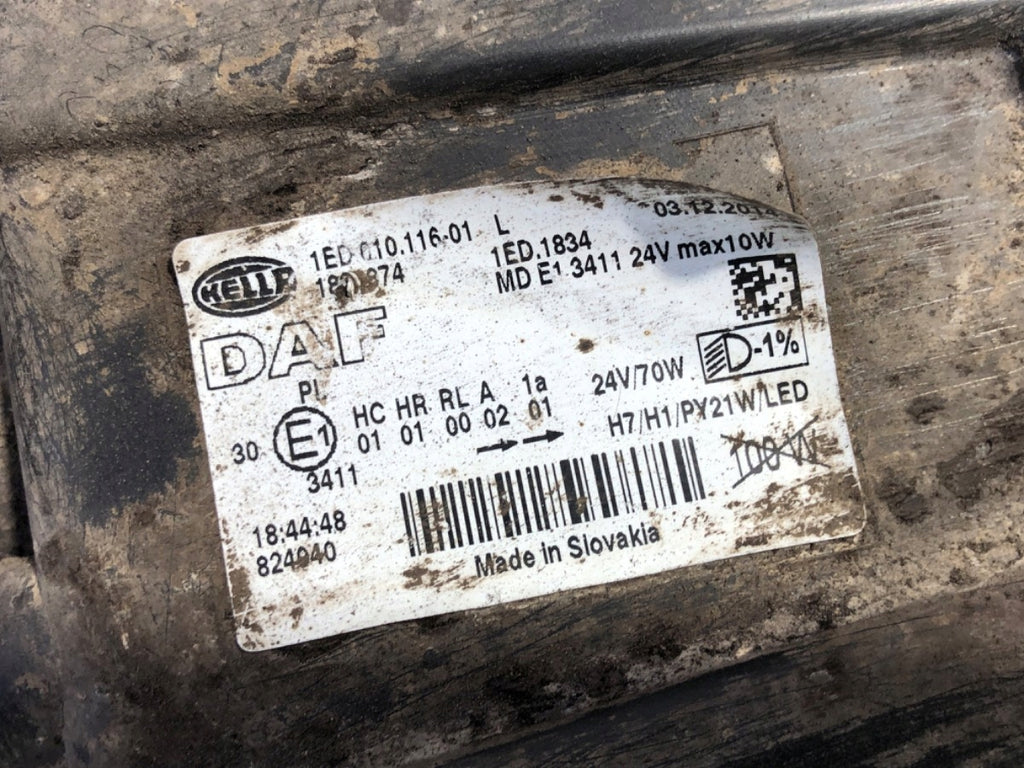 HELLA
1ED 010.116-01 L
03.12.2014
1ED.1834
MD E1 3411 24V max10W
DAF
D-1%
PL
HC HR RL A 1a
24V/70W
30 E1 01 01 00 02 01
H7/H1/PY21W/LED
3411
100 W
18:44:48
824040
Made in Slovakia